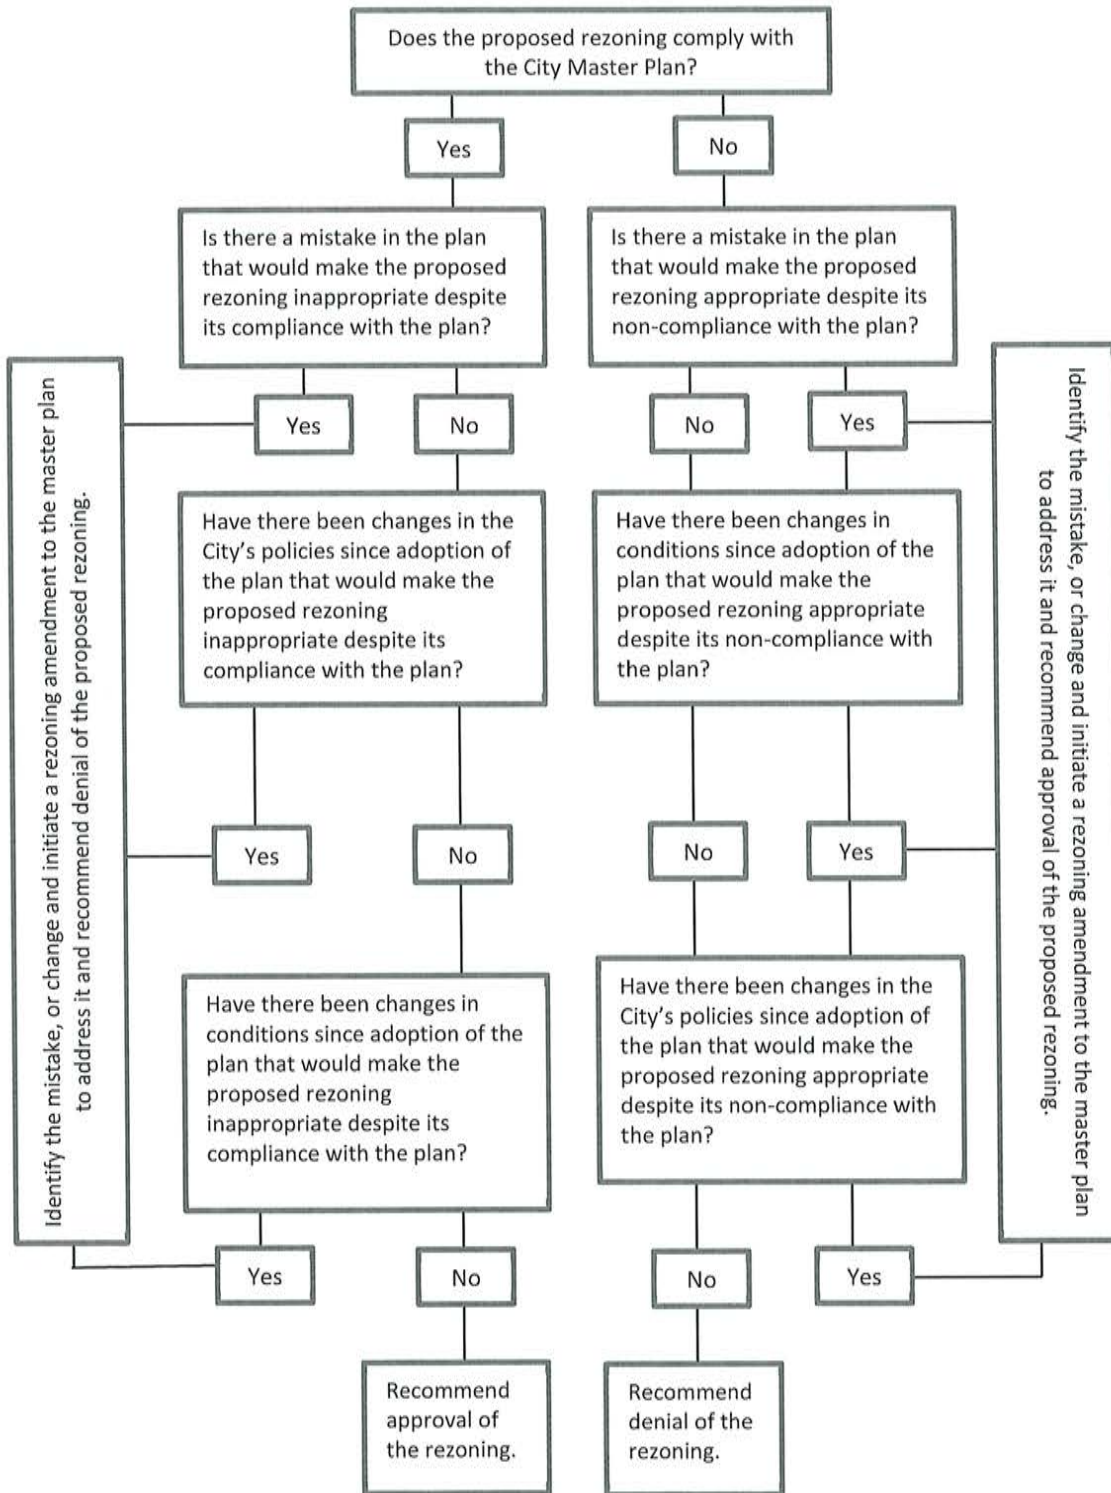 Does the proposed rezoning comply with
the City Master Plan?
Yes
No
Is there a mistake in the plan
that would make the proposed
rezoning inappropriate despite
its compliance with the plan?
Is there a mistake in the plan
that would make the proposed
rezoning appropriate despite its
non-compliance with the plan?
Yes
No
No
Yes
Identify the mistake, or change and initiate a rezoning amendment to the master plan
to address it and recommend denial of the proposed rezoning.
Identify the mistake, or change and initiate a rezoning amendment to the master plan
to address it and recommend approval of the proposed rezoning.
Have there been changes in the
City's policies since adoption of
the plan that would make the
proposed rezoning
inappropriate despite its
compliance with the plan?
Have there been changes in
conditions since adoption of the
plan that would make the
proposed rezoning appropriate
despite its non-compliance with
the plan?
Yes
No
No
Yes
Have there been changes in
conditions since adoption of the
plan that would make the
proposed rezoning
inappropriate despite its
compliance with the plan?
Have there been changes in the
City's policies since adoption of
the plan that would make the
proposed rezoning appropriate
despite its non-compliance with
the plan?
Yes
No
No
Yes
Recommend
approval of
the rezoning.
Recommend
denial of the
rezoning.